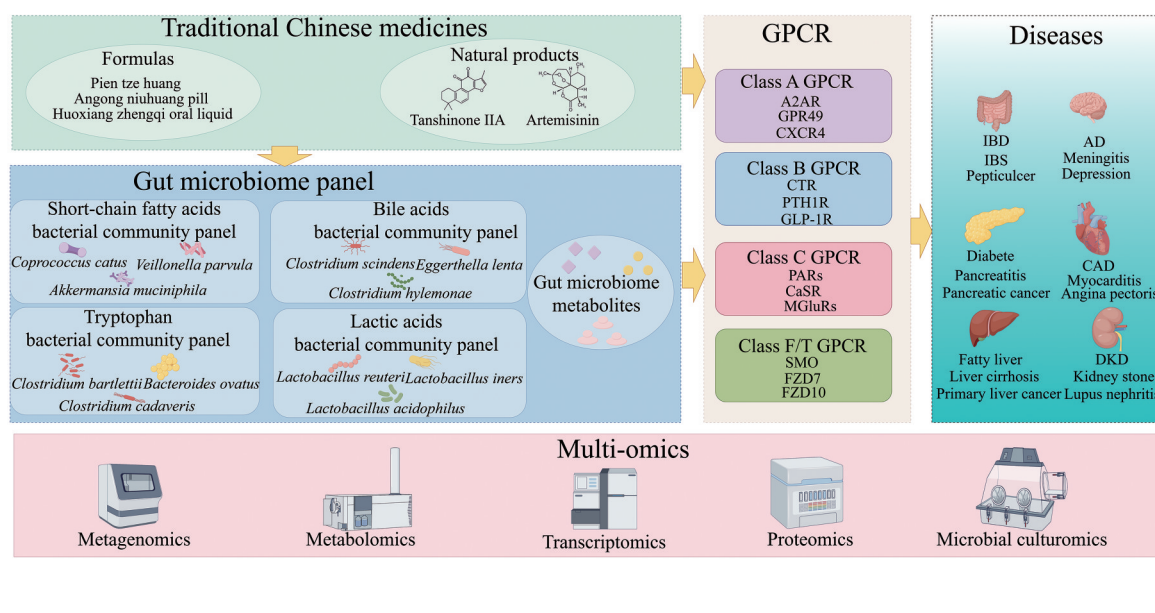 Traditional Chinese medicines
Formulas
Pien tze huang
Angong niuhuang pill
Huoxiang zhengqi oral liquid
Natural products
Tanshinone IIA
Artemisinin
Gut microbiome panel
Short-chain fatty acids
bacterial community panel
Coprococcus catus
Veillonella parvula
Akkermansia muciniphila
Bile acids
bacterial community panel
Clostridium scindens
Eggerthella lenta
Clostridium hylemonae
Tryptophan
bacterial community panel
Clostridium bartlettii
Bacteroides ovatus
Clostridium cadaveris
Lactic acids
bacterial community panel
Lactobacillus reuteri
Lactobacillus iners
Lactobacillus acidophilus
Gut microbiome
metabolites
GPCR
Class A GPCR
A2AR
GPR49
CXCR4
Class B GPCR
CTR
PTH1R
GLP-1R
Class C GPCR
PARs
CaSR
MGluRs
Class F/T GPCR
SMO
FZD7
FZD10
Diseases
IBD
IBS
Pepticulcer
AD
Meningitis
Depression
Diabete
Pancreatitis
Pancreatic cancer
CAD
Myocarditis
Angina pectoris
Fatty liver
Liver cirrhosis
Primary liver cancer
DKD
Kidney stone
Lupus nephritis
Multi-omics
Metagenomics
Metabolomics
Transcriptomics
Proteomics
Microbial culturomics